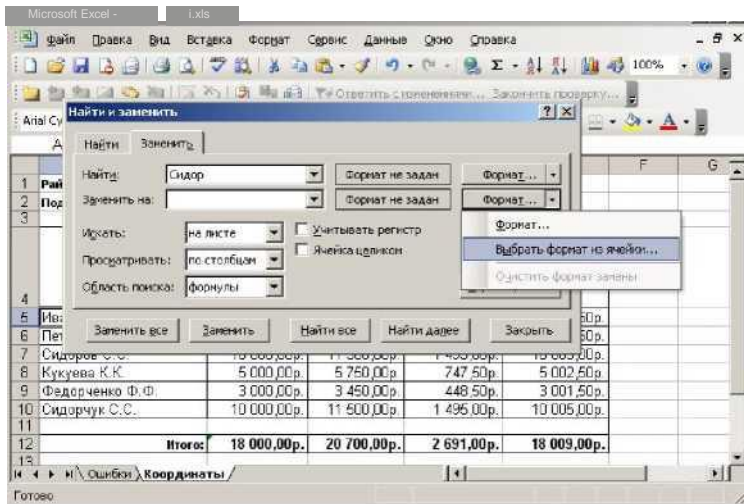 Microsoft Excel - i.xls
Файл Правка Вид Вставка Формат Сервис Данные Окно Справка
100%
Ответить с изменениями... Закончить проверку...
Arial Cy
Найти и заменить
Найти Заменить
Найти: Сидор Формат не задан Формат...
Заменить на: Формат не задан Формат...
Формат...
Выбрать формат из ячейки...
Очистить формат замены
Искать: на листе Учитывать регистр
Просматривать: по столбцам Ячейка целиком
Область поиска: формулы
Заменить все Заменить Найти все Найти далее Закрыть
A F G
1 Рай
2 Под
3
4
5 Ива 50р.
6 Пет 50р.
7 Сидоров С.С.
8 Кукуева К.К. 5 000,00р. 5 750,00р. 747,50р. 5 002,50р.
9 Федорченко Ф.Ф. 3 000,00р. 3 450,00р. 448,50р. 3 001,50р.
10 Сидорчук С.С. 10 000,00р. 11 500,00р. 1 495,00р. 10 005,00р.
11
12 Итого: 18 000,00р. 20 700,00р. 2 691,00р. 18 009,00р.
13
Ошибки Координаты
Готово